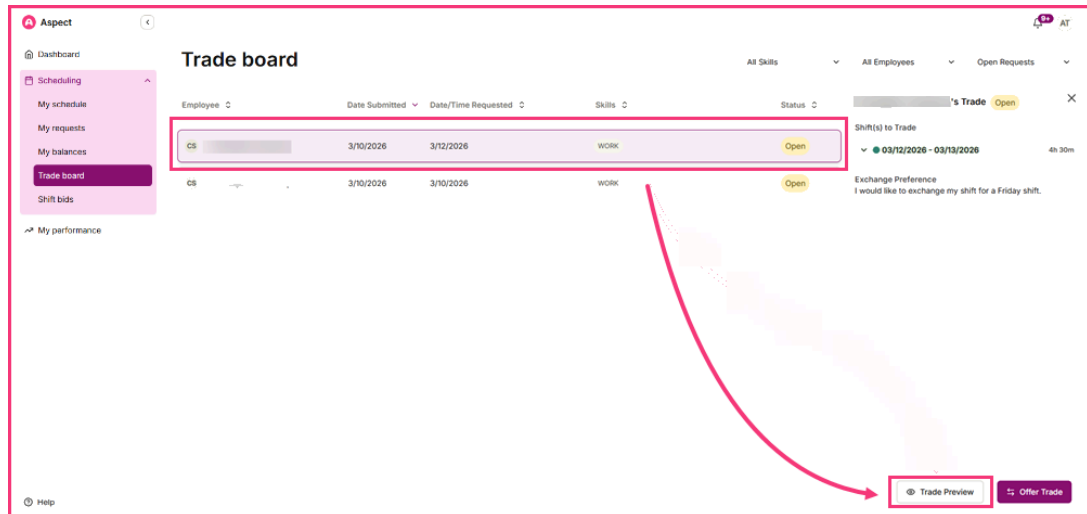 Aspect
9+
AT
Dashboard
Scheduling
My schedule
My requests
My balances
Trade board
Shift bids
My performance
Help
Trade board
All Skills
All Employees
Open Requests
Employee
Date Submitted
Date/Time Requested
Skills
Status
CS
3/10/2026
3/12/2026
WORK
Open
CS
3/10/2026
3/10/2026
WORK
Open
's Trade
Open
Shift(s) to Trade
03/12/2026 - 03/13/2026
4h 30m
Exchange Preference
I would like to exchange my shift for a Friday shift.
Trade Preview
Offer Trade